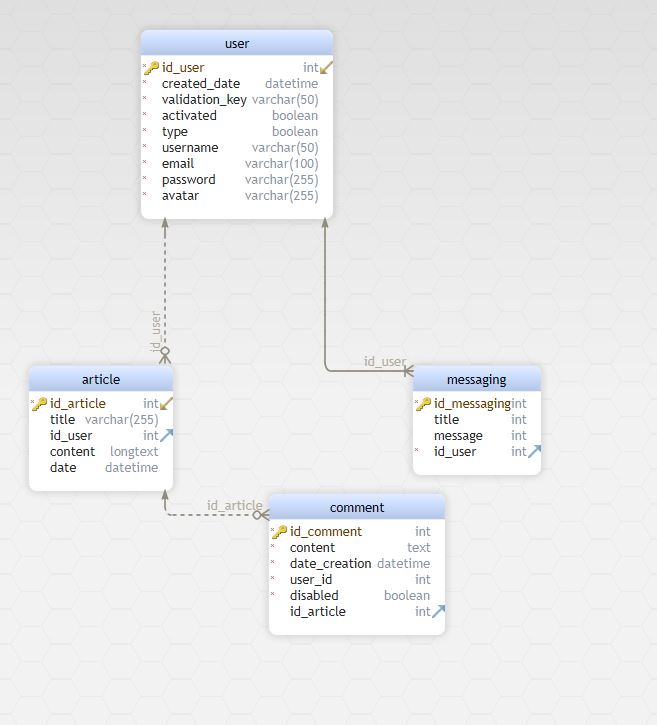 user
id_user int
created_date datetime
validation_key varchar(50)
activated boolean
type boolean
username varchar(50)
email varchar(100)
password varchar(255)
avatar varchar(255)
id_user
id_user
article
id_article int
title varchar(255)
id_user int
content longtext
date datetime
messaging
id_messaging int
title int
message int
id_user int
id_article
comment
id_comment int
content text
date_creation datetime
user_id int
disabled boolean
id_article int